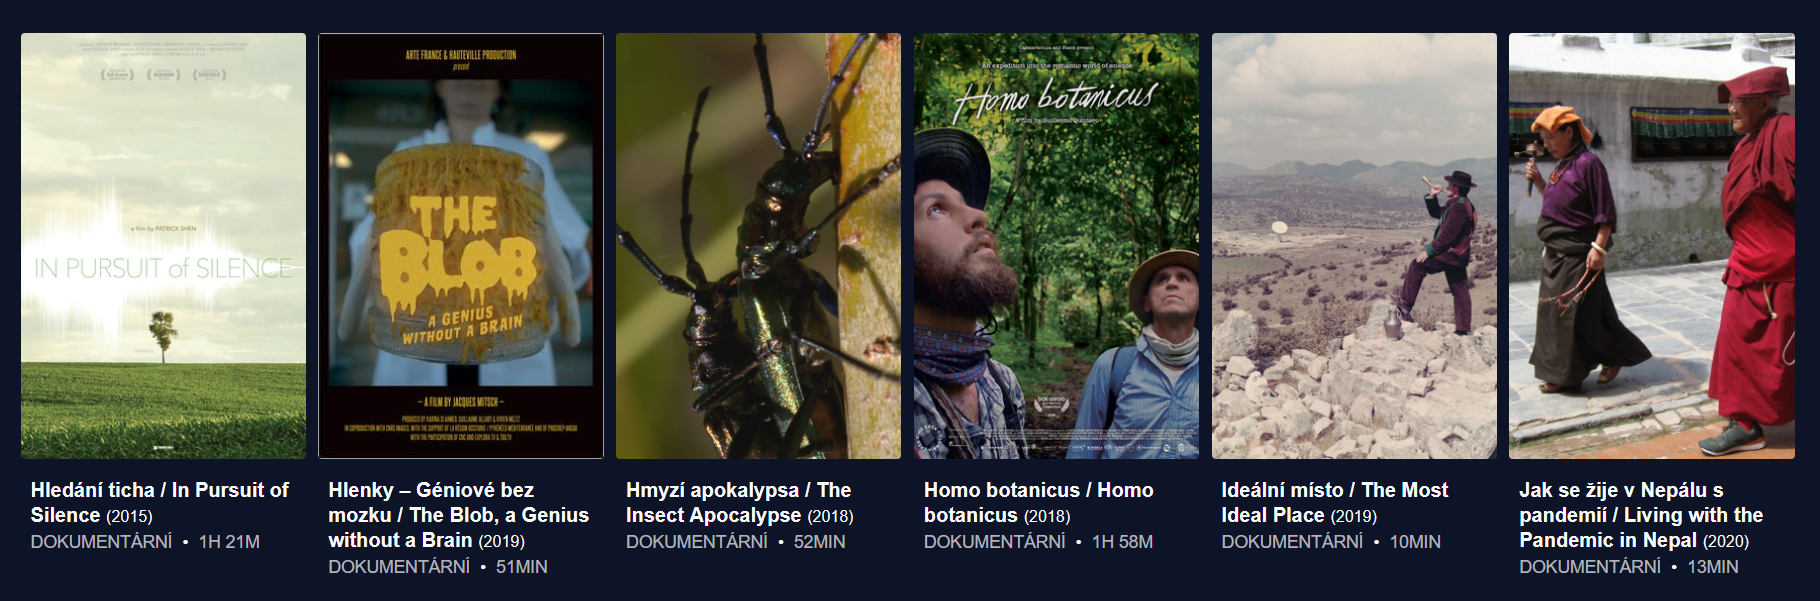 a film by PATRICK SHEN
IN PURSUIT of SILENCE
Hledání ticha / In Pursuit of
Silence (2015)
DOKUMENTÁRNÍ • 1H 21M
ARTE FRANCE & HAUTEVILLE PRODUCTION
present
THE
BLOB
A GENIUS
WITHOUT A BRAIN
– A FILM BY JACQUES MITSCH –
Hlenky – Géniové bez
mozku / The Blob, a Genius
without a Brain (2019)
DOKUMENTÁRNÍ • 51MIN
Hmyzí apokalypsa / The
Insect Apocalypse (2018)
DOKUMENTÁRNÍ • 52MIN
An expedition into the romantic world of science
Homo botanicus
A film by Guillermo Quintero
Homo botanicus / Homo
botanicus (2018)
DOKUMENTÁRNÍ • 1H 58M
Ideální místo / The Most
Ideal Place (2019)
DOKUMENTÁRNÍ • 10MIN
Jak se žije v Nepálu s
pandemií / Living with the
Pandemic in Nepal (2020)
DOKUMENTÁRNÍ • 13MIN